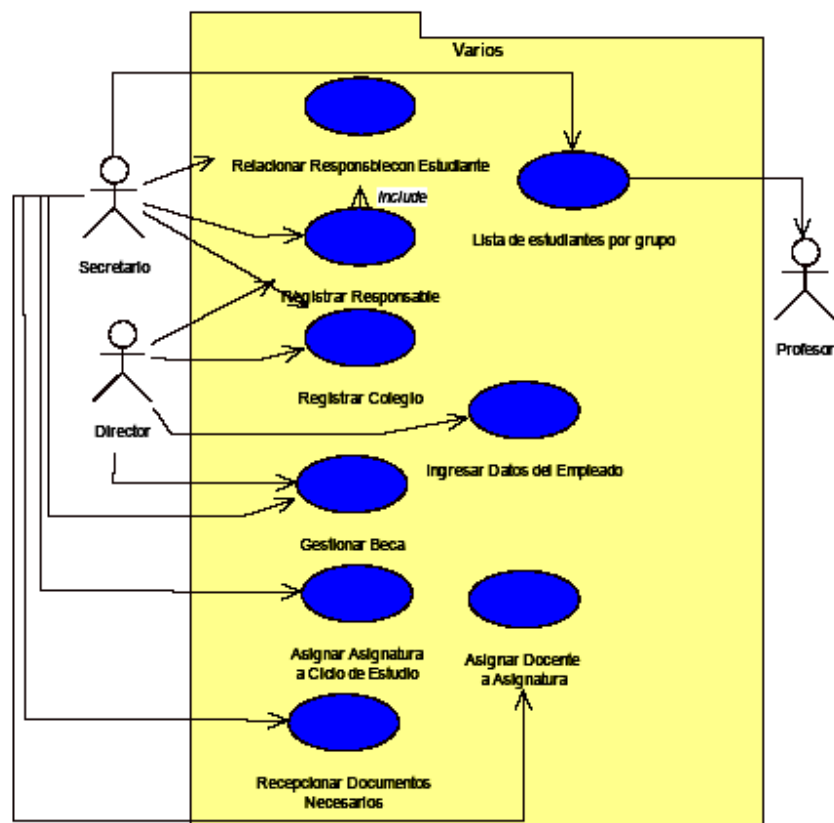 Varios
Relacionar Responsblecon Estudiante
Include
Lista de estudiantes por grupo
Secretario
Registrar Responsable
Profesor
Registrar Colegio
Director
Ingresar Datos del Empleado
Gestionar Beca
Asignar Asignatura
a Ciclo de Estudio
Asignar Docente
a Asignatura
Recepcionar Documentos
Necesarios